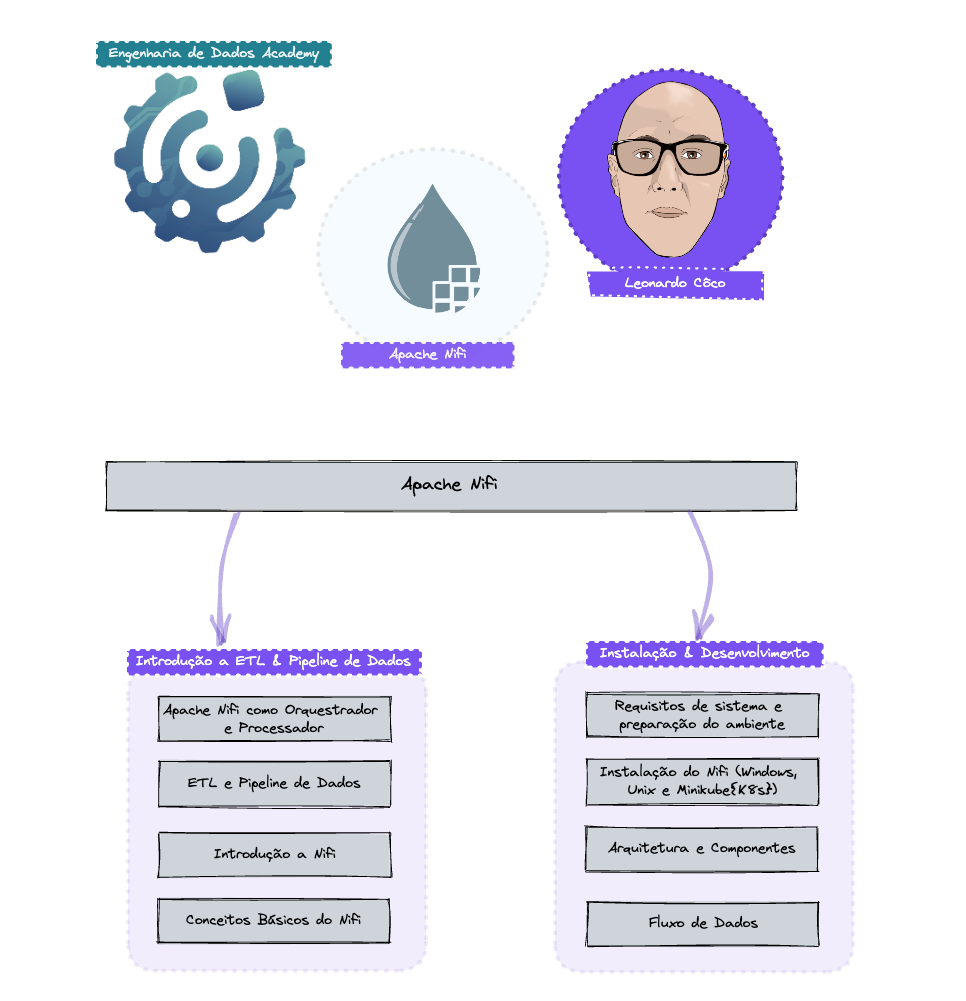 Engenharia de Dados Academy
Leonardo Côco
Apache Nifi
Apache Nifi
Introdução a ETL & Pipeline de Dados
Apache Nifi como Orquestrador
e Processador
ETL e Pipeline de Dados
Introdução a Nifi
Conceitos Básicos do Nifi
Instalação & Desenvolvimento
Requisitos de sistema e
preparação do ambiente
Instalação do Nifi (Windows,
Unix e Minikube{K8s})
Arquitetura e Componentes
Fluxo de Dados